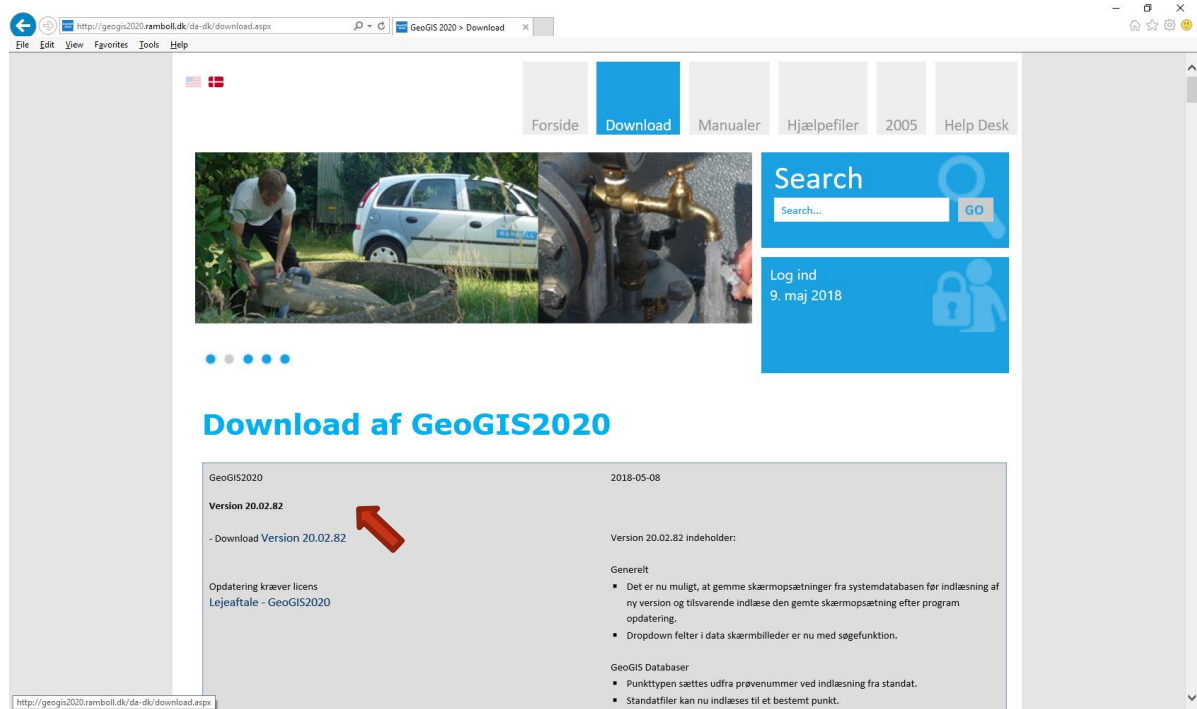 http://geogis2020.ramboll.dk/da-dk/download.aspx
GeoGIS 2020 > Download
File Edit View Favorites Tools Help
Forside Download Manualer Hjælpefiler 2005 Help Desk
Search
Search...
GO
Log ind
9. maj 2018
Download af GeoGIS2020
GeoGIS2020
2018-05-08
Version 20.02.82
- Download Version 20.02.82
Version 20.02.82 indeholder:
Opdatering kræver licens
Lejeaftale - GeoGIS2020
Generelt
▪ Det er nu muligt, at gemme skærmopsætninger fra systemdatabasen før indlæsning af
ny version og tilsvarende indlæse den gemte skærmopsætning efter program
opdatering.
▪ Dropdown felter i data skærmbilleder er nu med søgefunktion.
GeoGIS Databaser
▪ Punkttypen sættes udfra prøvenummer ved indlæsning fra standat.
▪ Standatfiler kan nu indlæses til et bestemt punkt.
http://geogis2020.ramboll.dk/da-dk/download.aspx